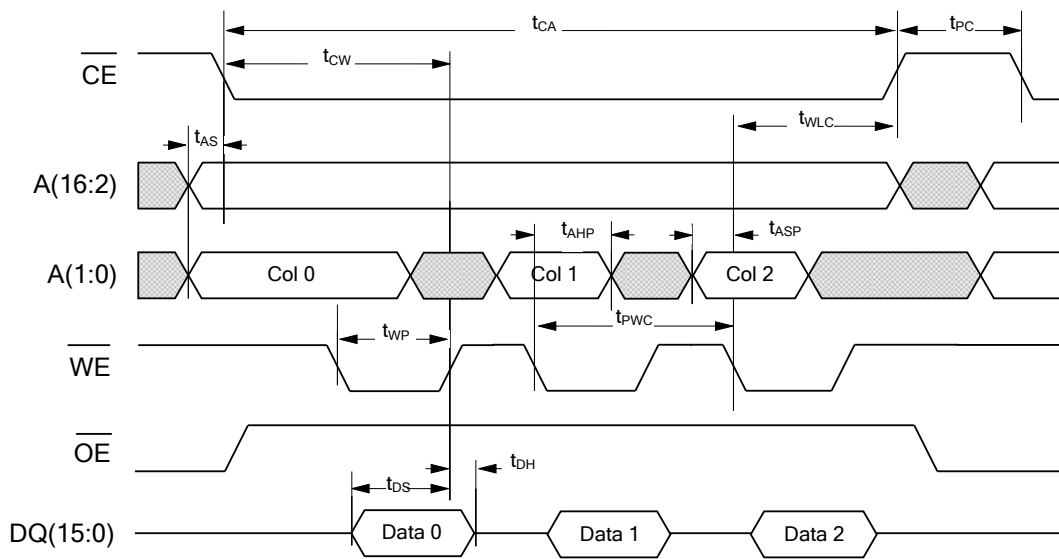 tCA
tPC
tCW
CE
tWLC
tAS
A(16:2)
tAHP
tASP
A(1:0)
Col 0
Col 1
Col 2
tWP
tPWC
WE
OE
tDH
tDS
DQ(15:0)
Data 0
Data 1
Data 2